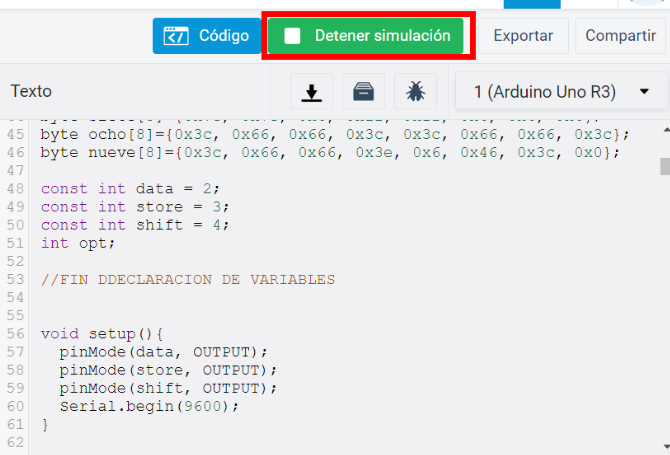 Código
Detener simulación
Exportar
Compartir
Texto
1 (Arduino Uno R3)
45 byte ocho[8]={0x3c, 0x66, 0x66, 0x3c, 0x3c, 0x66, 0x66, 0x3c};
46 byte nueve[8]={0x3c, 0x66, 0x66, 0x3e, 0x6, 0x46, 0x3c, 0x0};
47
48 const int data = 2;
49 const int store = 3;
50 const int shift = 4;
51 int opt;
52
53 //FIN DDECLARACION DE VARIABLES
54
55
56 void setup(){
57 pinMode(data, OUTPUT);
58 pinMode(store, OUTPUT);
59 pinMode(shift, OUTPUT);
60 Serial.begin(9600);
61 }
62